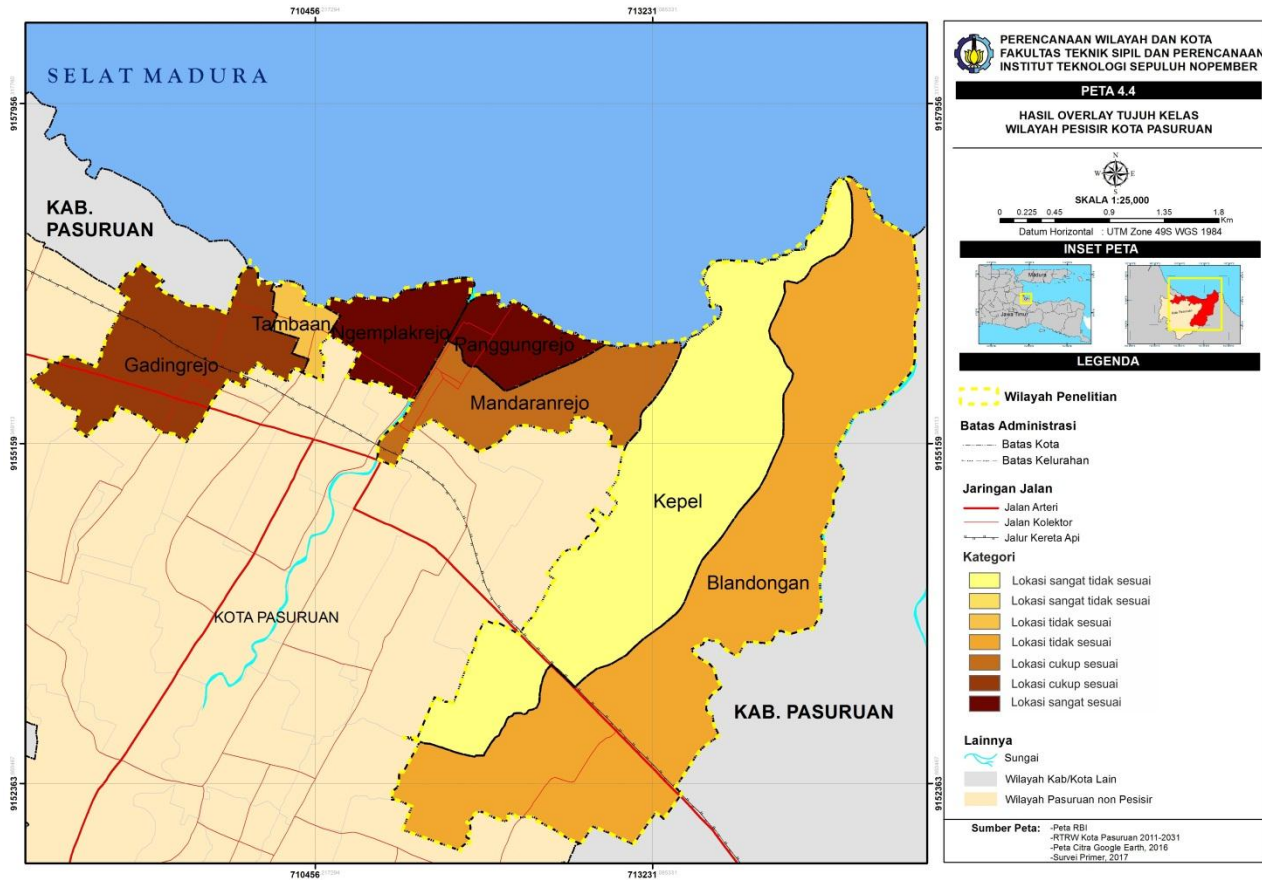 710456
713231
9157956
9155159
9152363
SELAT MADURA
KAB.
PASURUAN
Tambaan
Ngemplakrejo
Panggungrejo
Gadingrejo
Mandaranrejo
Kepel
Blandongan
KOTA PASURUAN
KAB. PASURUAN
9157956
9155159
9152363
710456
713231
PERENCANAAN WILAYAH DAN KOTA
FAKULTAS TEKNIK SIPIL DAN PERENCANAAN
INSTITUT TEKNOLOGI SEPULUH NOPEMBER
PETA 4.4
HASIL OVERLAY TUJUH KELAS
WILAYAH PESISIR KOTA PASURUAN
N
W E
S
SKALA 1:25,000
0 0.225 0.45 0.9 1.35 1.8
Km
Datum Horizontal : UTM Zone 49S WGS 1984
INSET PETA
Madura
Jawa Timur
LEGENDA
Wilayah Penelitian
Batas Administrasi
Batas Kota
Batas Kelurahan
Jaringan Jalan
Jalan Arteri
Jalan Kolektor
Jalur Kereta Api
Kategori
Lokasi sangat tidak sesuai
Lokasi sangat tidak sesuai
Lokasi tidak sesuai
Lokasi tidak sesuai
Lokasi cukup sesuai
Lokasi cukup sesuai
Lokasi sangat sesuai
Lainnya
Sungai
Wilayah Kab/Kota Lain
Wilayah Pasuruan non Pesisir
Sumber Peta: -Peta RBI
-RTRW Kota Pasuruan 2011-2031
-Peta Citra Google Earth, 2016
-Survei Primer, 2017